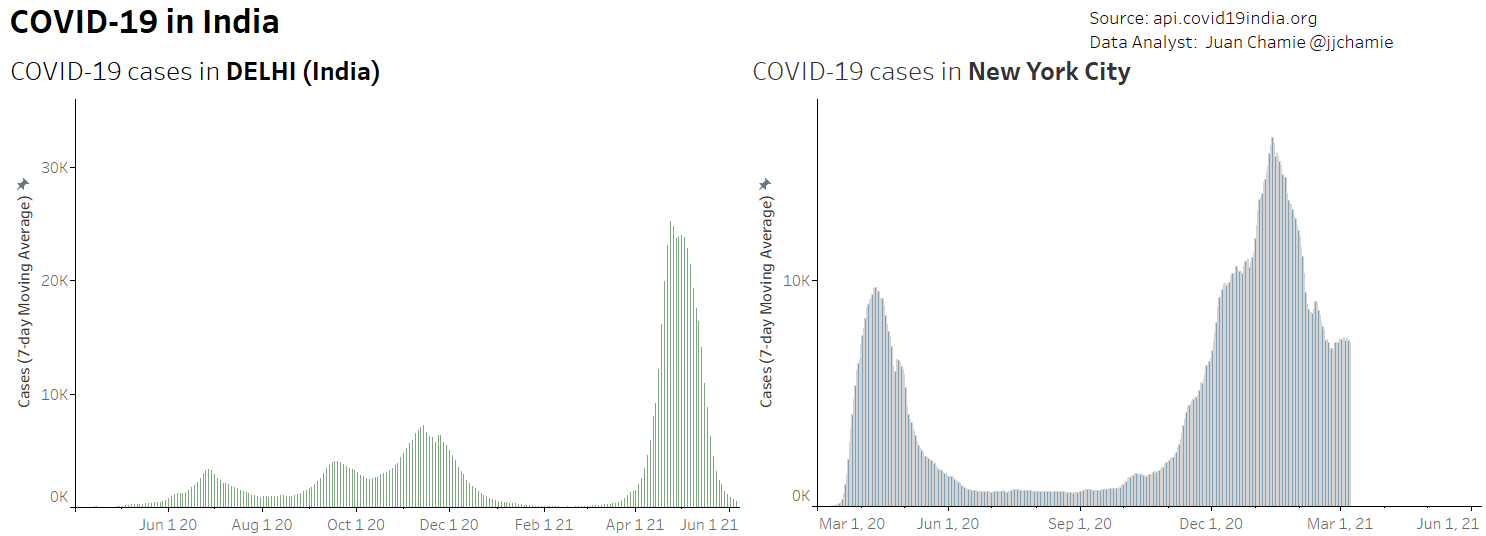 COVID-19 in India
Source: api.covid19india.org
Data Analyst:  Juan Chamie @jjchamie
COVID-19 cases in DELHI (India)
Cases (7-day Moving Average)
30K
20K
10K
0K
Jun 1 20
Aug 1 20
Oct 1 20
Dec 1 20
Feb 1 21
Apr 1 21
Jun 1 21
COVID-19 cases in New York City
Cases (7-day Moving Average)
10K
0K
Mar 1, 20
Jun 1, 20
Sep 1, 20
Dec 1, 20
Mar 1, 21
Jun 1, 21